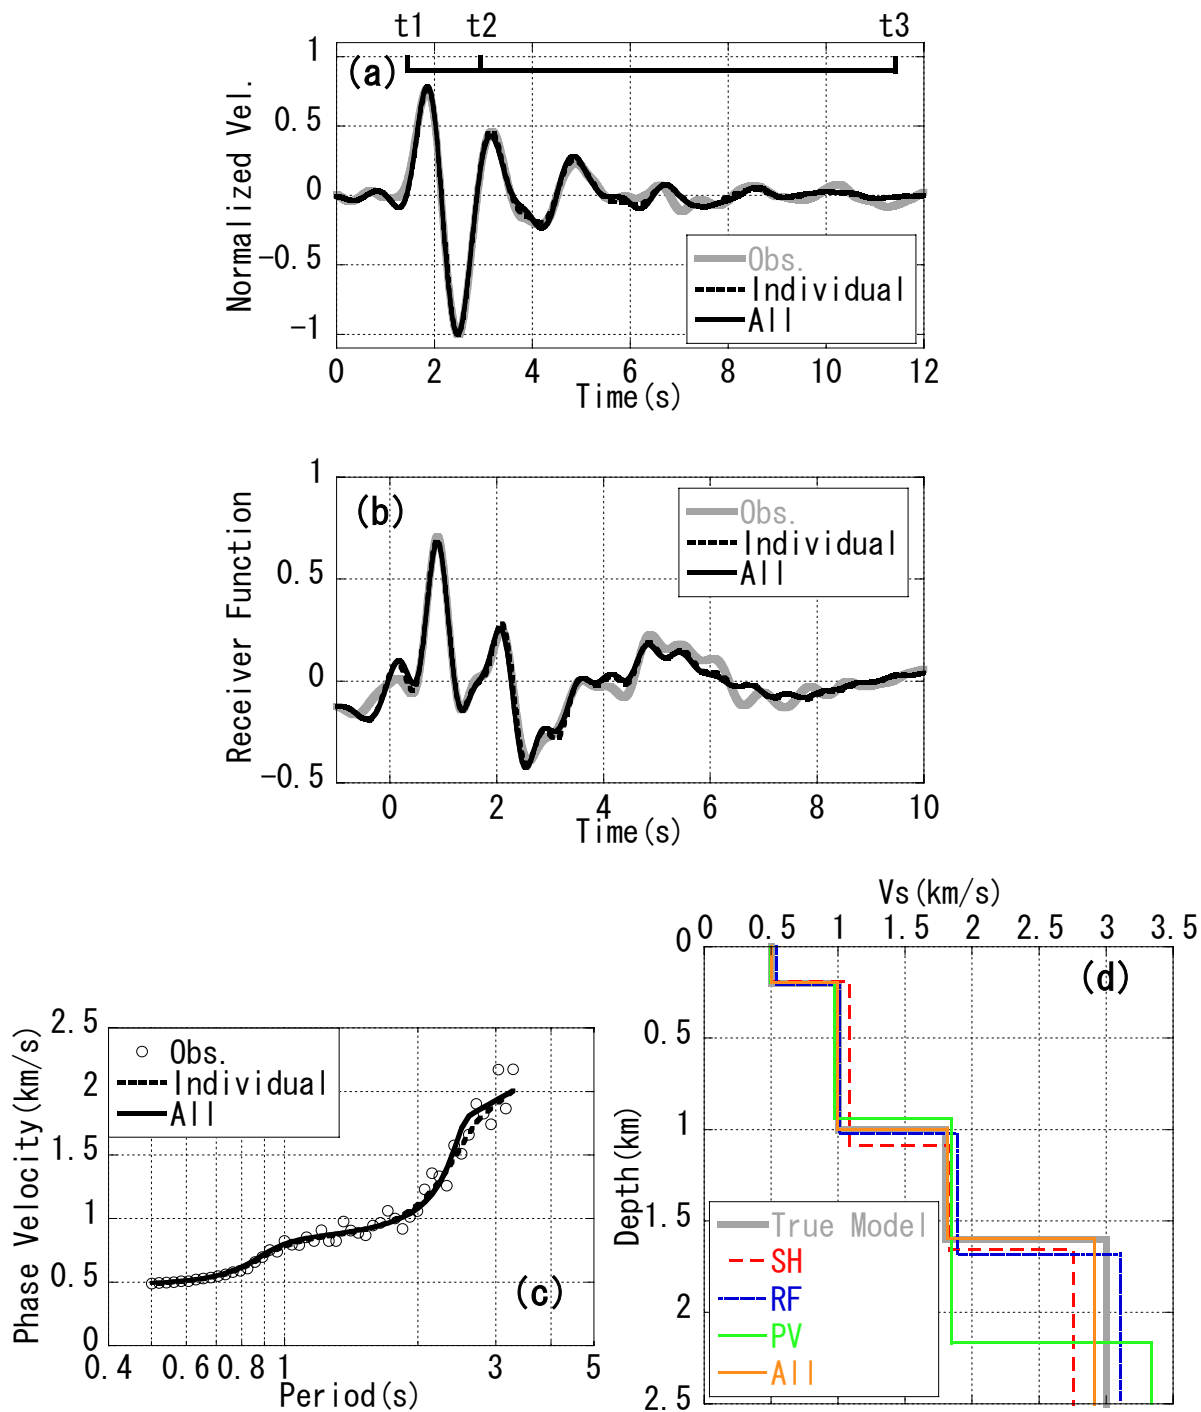 t1 t2 t3
(a)
1
0.5
0
-0.5
-1
Normalized Vel.
Obs.
Individual
All
0 2 4 6 8 10 12
Time(s)
(b)
1
0.5
0
-0.5
Receiver Function
Obs.
Individual
All
0 2 4 6 8 10
Time(s)
(c)
2.5
2
1.5
1
0.5
0
Phase Velocity(km/s)
Obs.
Individual
All
0.4 0.6 0.8 1 3 5
Period(s)
Vs(km/s)
0 0.5 1 1.5 2 2.5 3 3.5
(d)
0
0.5
1
1.5
2
2.5
Depth(km)
True Model
SH
RF
PV
All